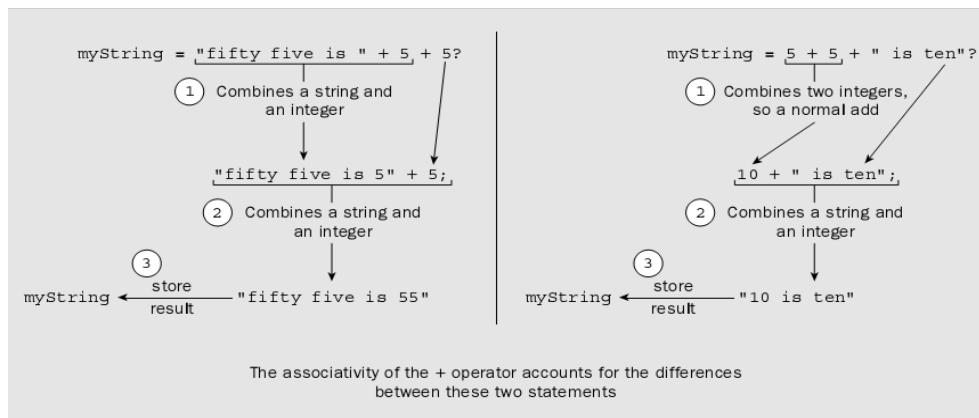 myString = "fifty five is " + 5 + 5?
1 Combines a string and
an integer
"fifty five is 5" + 5;
2 Combines a string and
an integer
3
store
myString "fifty five is 55"
result
myString = 5 + 5 + " is ten"?
1 Combines two integers,
so a normal add
10 + " is ten";
2 Combines a string and
an integer
3
store
myString "10 is ten"
result
The associativity of the + operator accounts for the differences
between these two statements